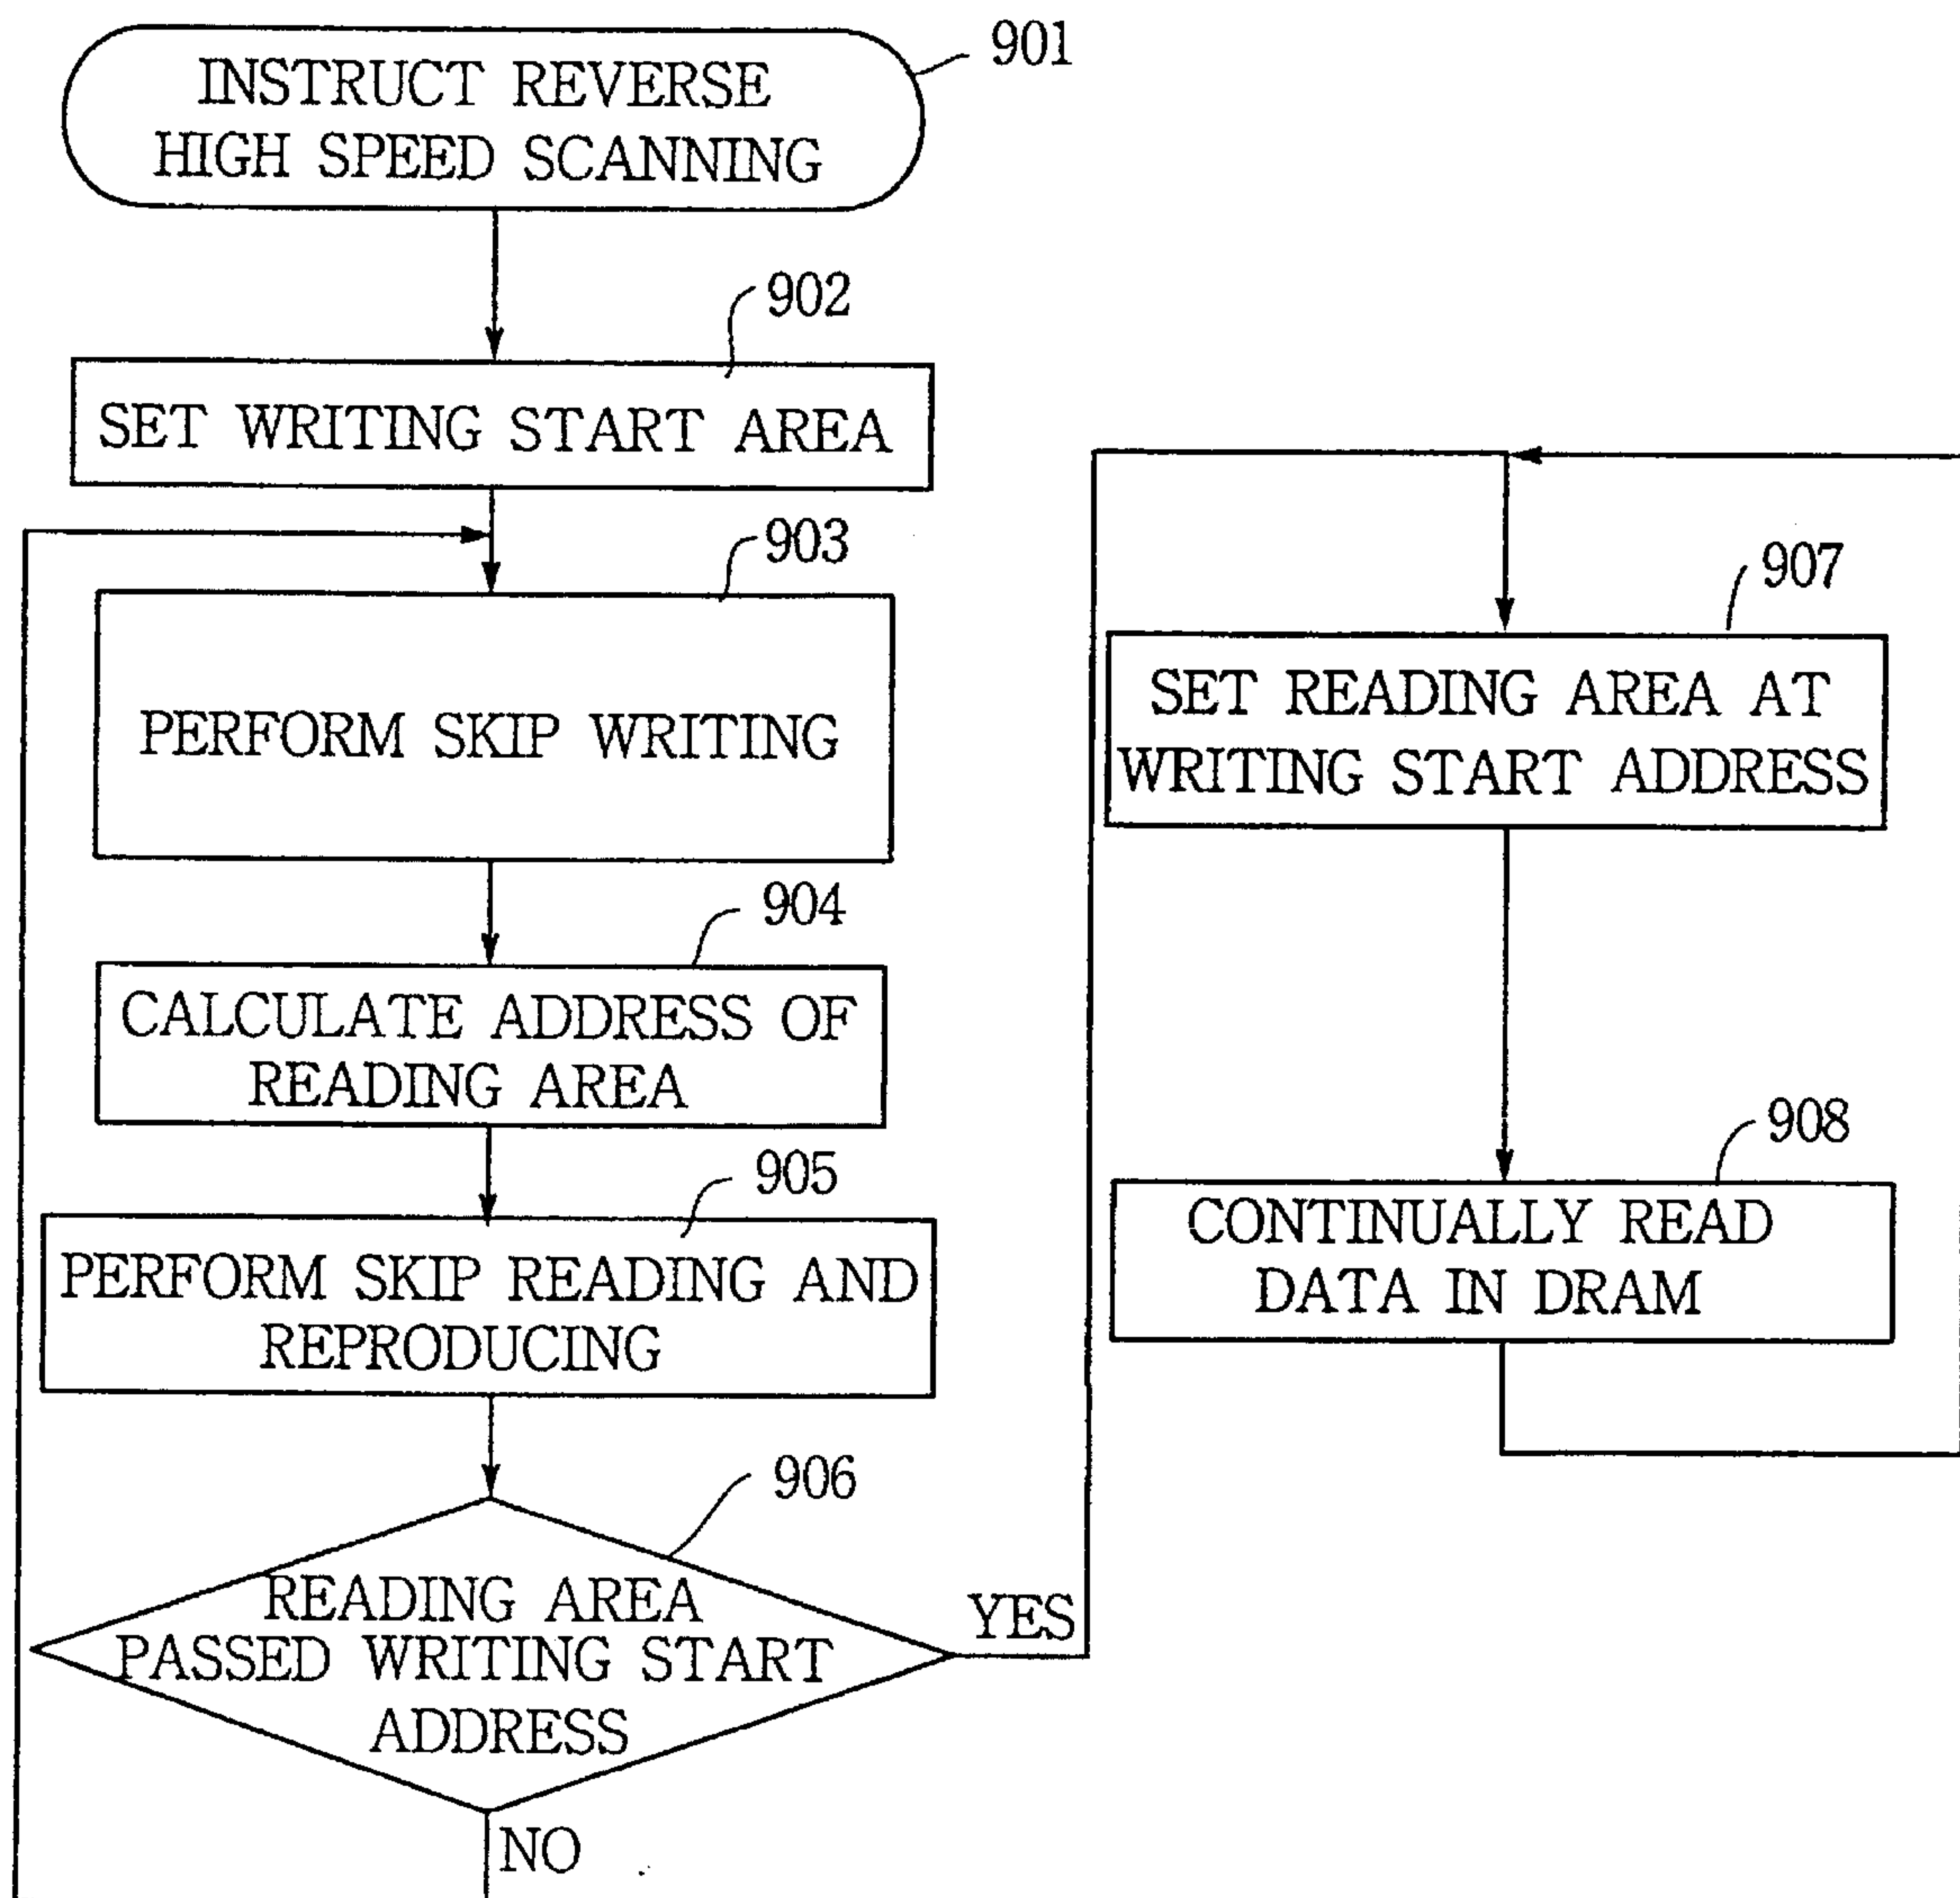 901
INSTRUCT REVERSE
HIGH SPEED SCANNING
902
SET WRITING START AREA
903
PERFORM SKIP WRITING
904
CALCULATE ADDRESS OF
READING AREA
905
PERFORM SKIP READING AND
REPRODUCING
906
READING AREA
PASSED WRITING START
ADDRESS
YES
NO
907
SET READING AREA AT
WRITING START ADDRESS
908
CONTINUALLY READ
DATA IN DRAM